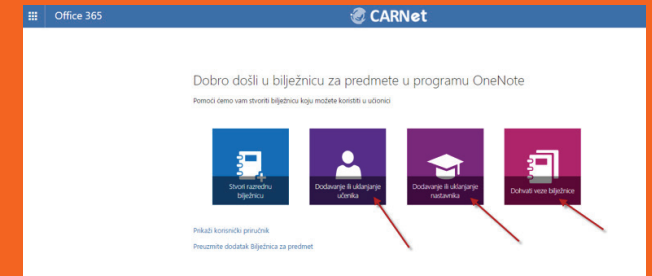 Office 365
CARNet
Dobro došli u bilježnicu za predmete u programu OneNote
Pomoći ćemo vam stvoriti bilježnicu koju možete koristiti u učionici
Stvori razrednu
bilježnicu
Dodavanje ili uklanjanje
učenika
Dodavanje ili uklanjanje
nastavnika
Dohvati veze bilježnice
Prikaži korisnički priručnik
Preuzmite dodatak Bilježnica za predmet